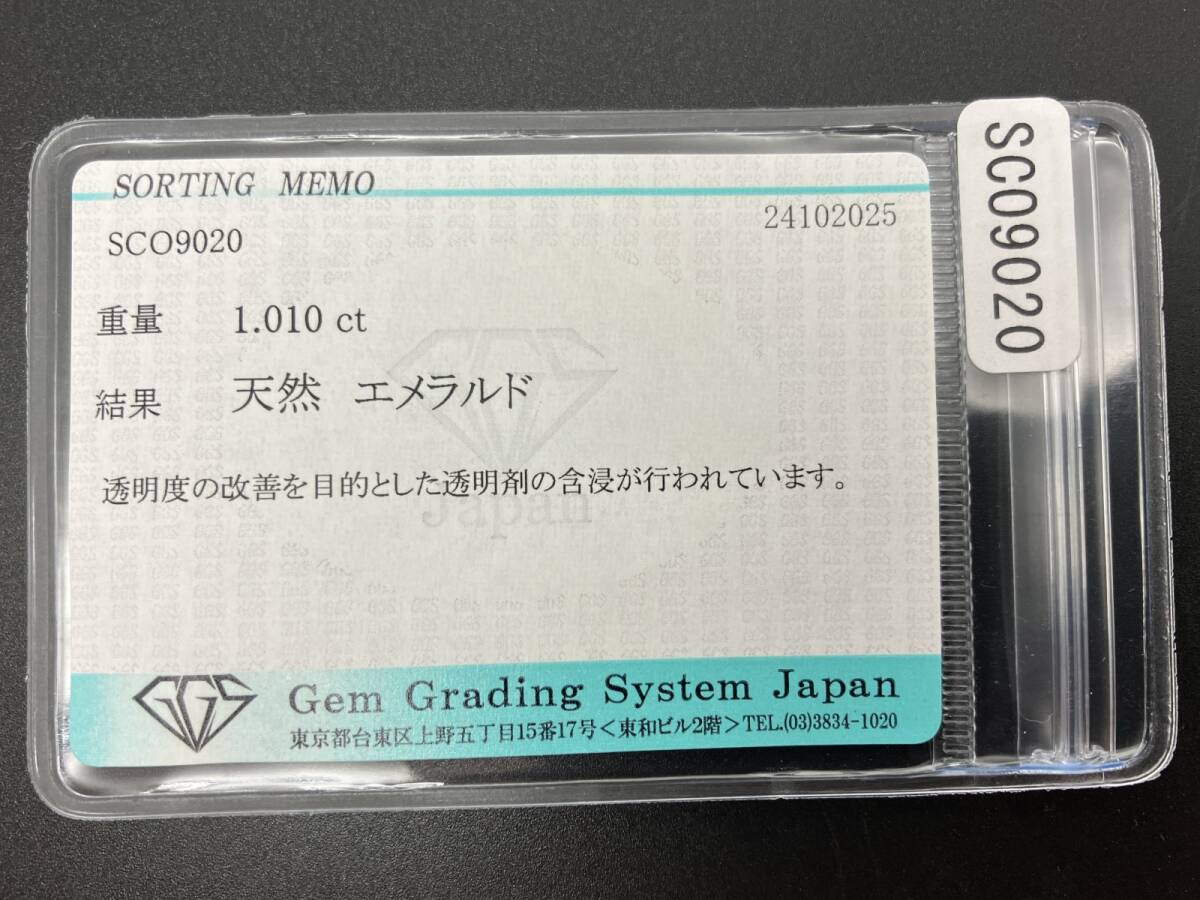 SORTING MEMO
24102025
SCO9020
重量 1.010 ct
結果 天然 エメラルド
透明度の改善を目的とした透明剤の含浸が行われています。
Japan
GGS
Gem Grading System Japan
東京都台東区上野五丁目15番17号＜東和ビル2階＞TEL.(03)3834-1020
SCO9020